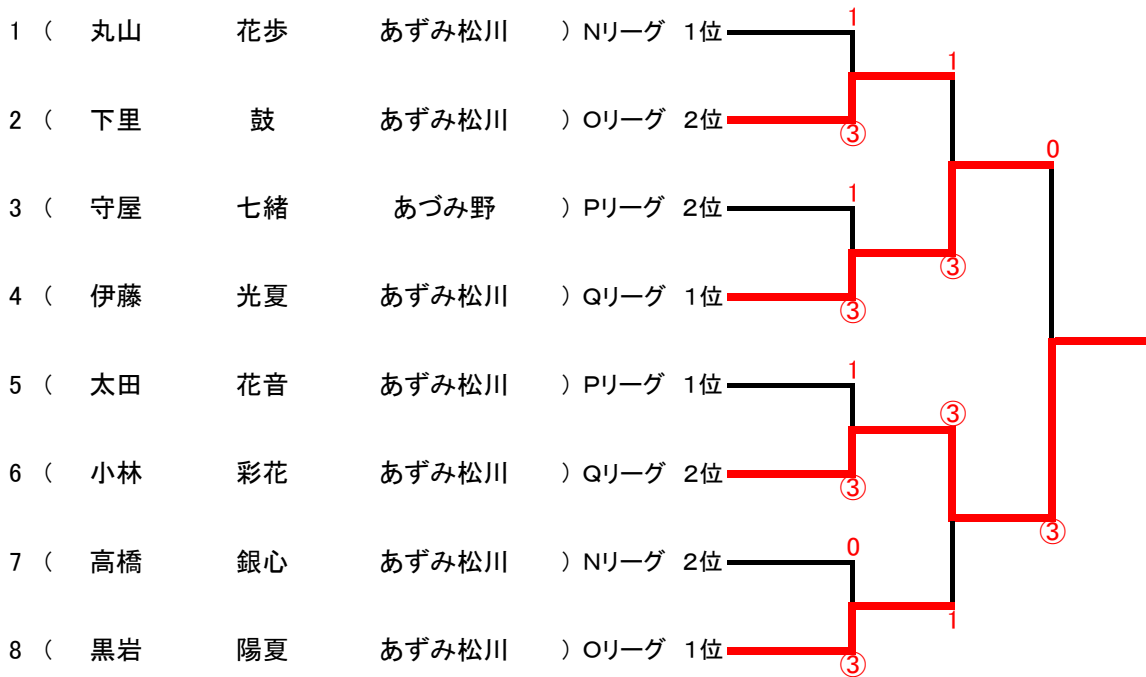 1
1 ( 丸山 花歩 あずみ松川 ) Nリーグ 1位
1
2 ( 下里 鼓 あずみ松川 ) Oリーグ 2位
③
0
1
3 ( 守屋 七緒 あづみ野 ) Pリーグ 2位
③
4 ( 伊藤 光夏 あずみ松川 ) Qリーグ 1位
③
1
5 ( 太田 花音 あずみ松川 ) Pリーグ 1位
③
6 ( 小林 彩花 あずみ松川 ) Qリーグ 2位
③
③
0
7 ( 高橋 銀心 あずみ松川 ) Nリーグ 2位
1
8 ( 黒岩 陽夏 あずみ松川 ) Oリーグ 1位
③